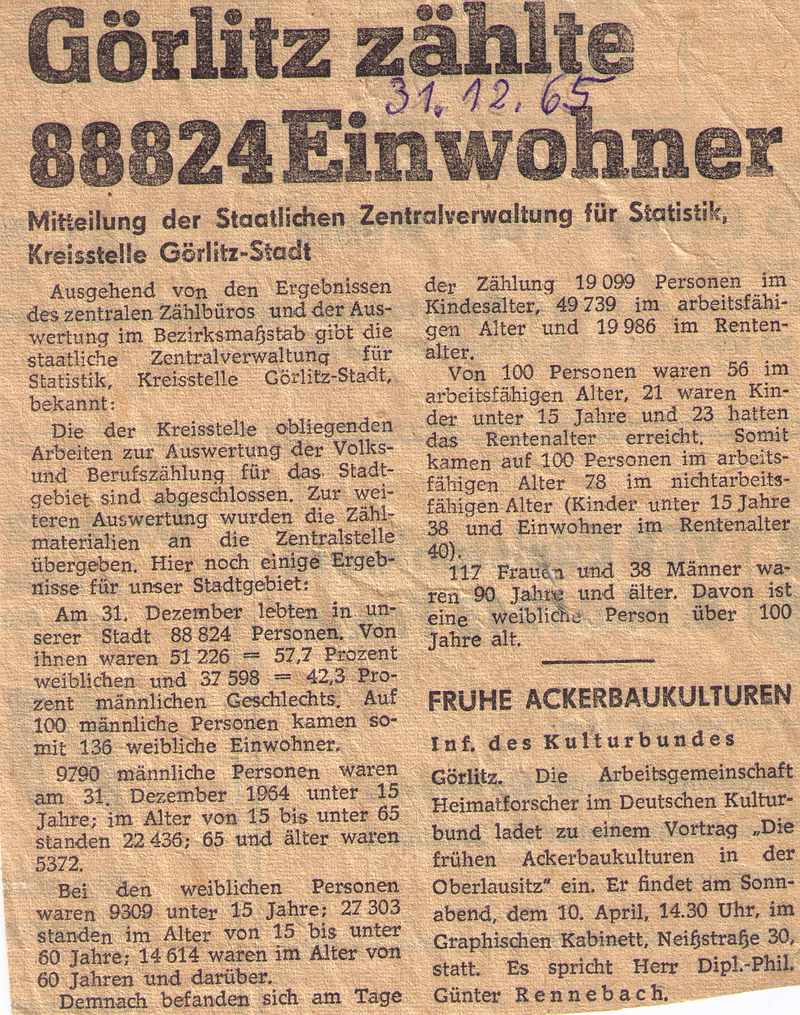 Görlitz zählte
31. 12. 65
88824 Einwohner
Mitteilung der Staatlichen Zentralverwaltung für Statistik,
Kreisstelle Görlitz-Stadt
Ausgehend von den Ergebnissen
des zentralen Zählbüros und der Aus-
wertung im Bezirksmaßstab gibt die
staatliche Zentralverwaltung für
Statistik, Kreisstelle Görlitz-Stadt,
bekannt:
Die der Kreisstelle obliegenden
Arbeiten zur Auswertung der Volks-
und Berufszählung für das Stadt-
gebiet sind abgeschlossen. Zur wei-
teren Auswertung wurden die Zähl-
materialien an die Zentralstelle
übergeben. Hier noch einige Ergeb-
nisse für unser Stadtgebiet:
Am 31. Dezember lebten in un-
serer Stadt 88 824 Personen. Von
ihnen waren 51 226 = 57,7 Prozent
weiblichen und 37 598 = 42,3 Pro-
zent männlichen Geschlechts. Auf
100 männliche Personen kamen so-
mit 136 weibliche Einwohner.
9790 männliche Personen waren
am 31. Dezember 1964 unter 15
Jahre; im Alter von 15 bis unter 65
standen 22 436; 65 und älter waren
5372.
Bei den weiblichen Personen
waren 9309 unter 15 Jahre; 27 303
standen im Alter von 15 bis unter
60 Jahre; 14 614 waren im Alter von
60 Jahren und darüber.
Demnach befanden sich am Tage
der Zählung 19 099 Personen im
Kindesalter, 49 739 im arbeitsfähi-
gen Alter und 19 986 im Renten-
alter.
Von 100 Personen waren 56 im
arbeitsfähigen Alter, 21 waren Kin-
der unter 15 Jahre und 23 hatten
das Rentenalter erreicht. Somit
kamen auf 100 Personen im arbeits-
fähigen Alter 78 im nichtarbeits-
fähigen Alter (Kinder unter 15 Jahre
38 und Einwohner im Rentenalter
40).
117 Frauen und 38 Männer wa-
ren 90 Jahre und älter. Davon ist
eine weibliche Person über 100
Jahre alt.
FRUHE ACKERBAUKULTUREN
Inf. des Kulturbundes
Görlitz. Die Arbeitsgemeinschaft
Heimatforscher im Deutschen Kultur-
bund ladet zu einem Vortrag „Die
frühen Ackerbaukulturen in der
Oberlausitz" ein. Er findet am Sonn-
abend, dem 10. April, 14.30 Uhr, im
Graphischen Kabinett, Neißstraße 30,
statt. Es spricht Herr Dipl.-Phil.
Günter Rennebach.